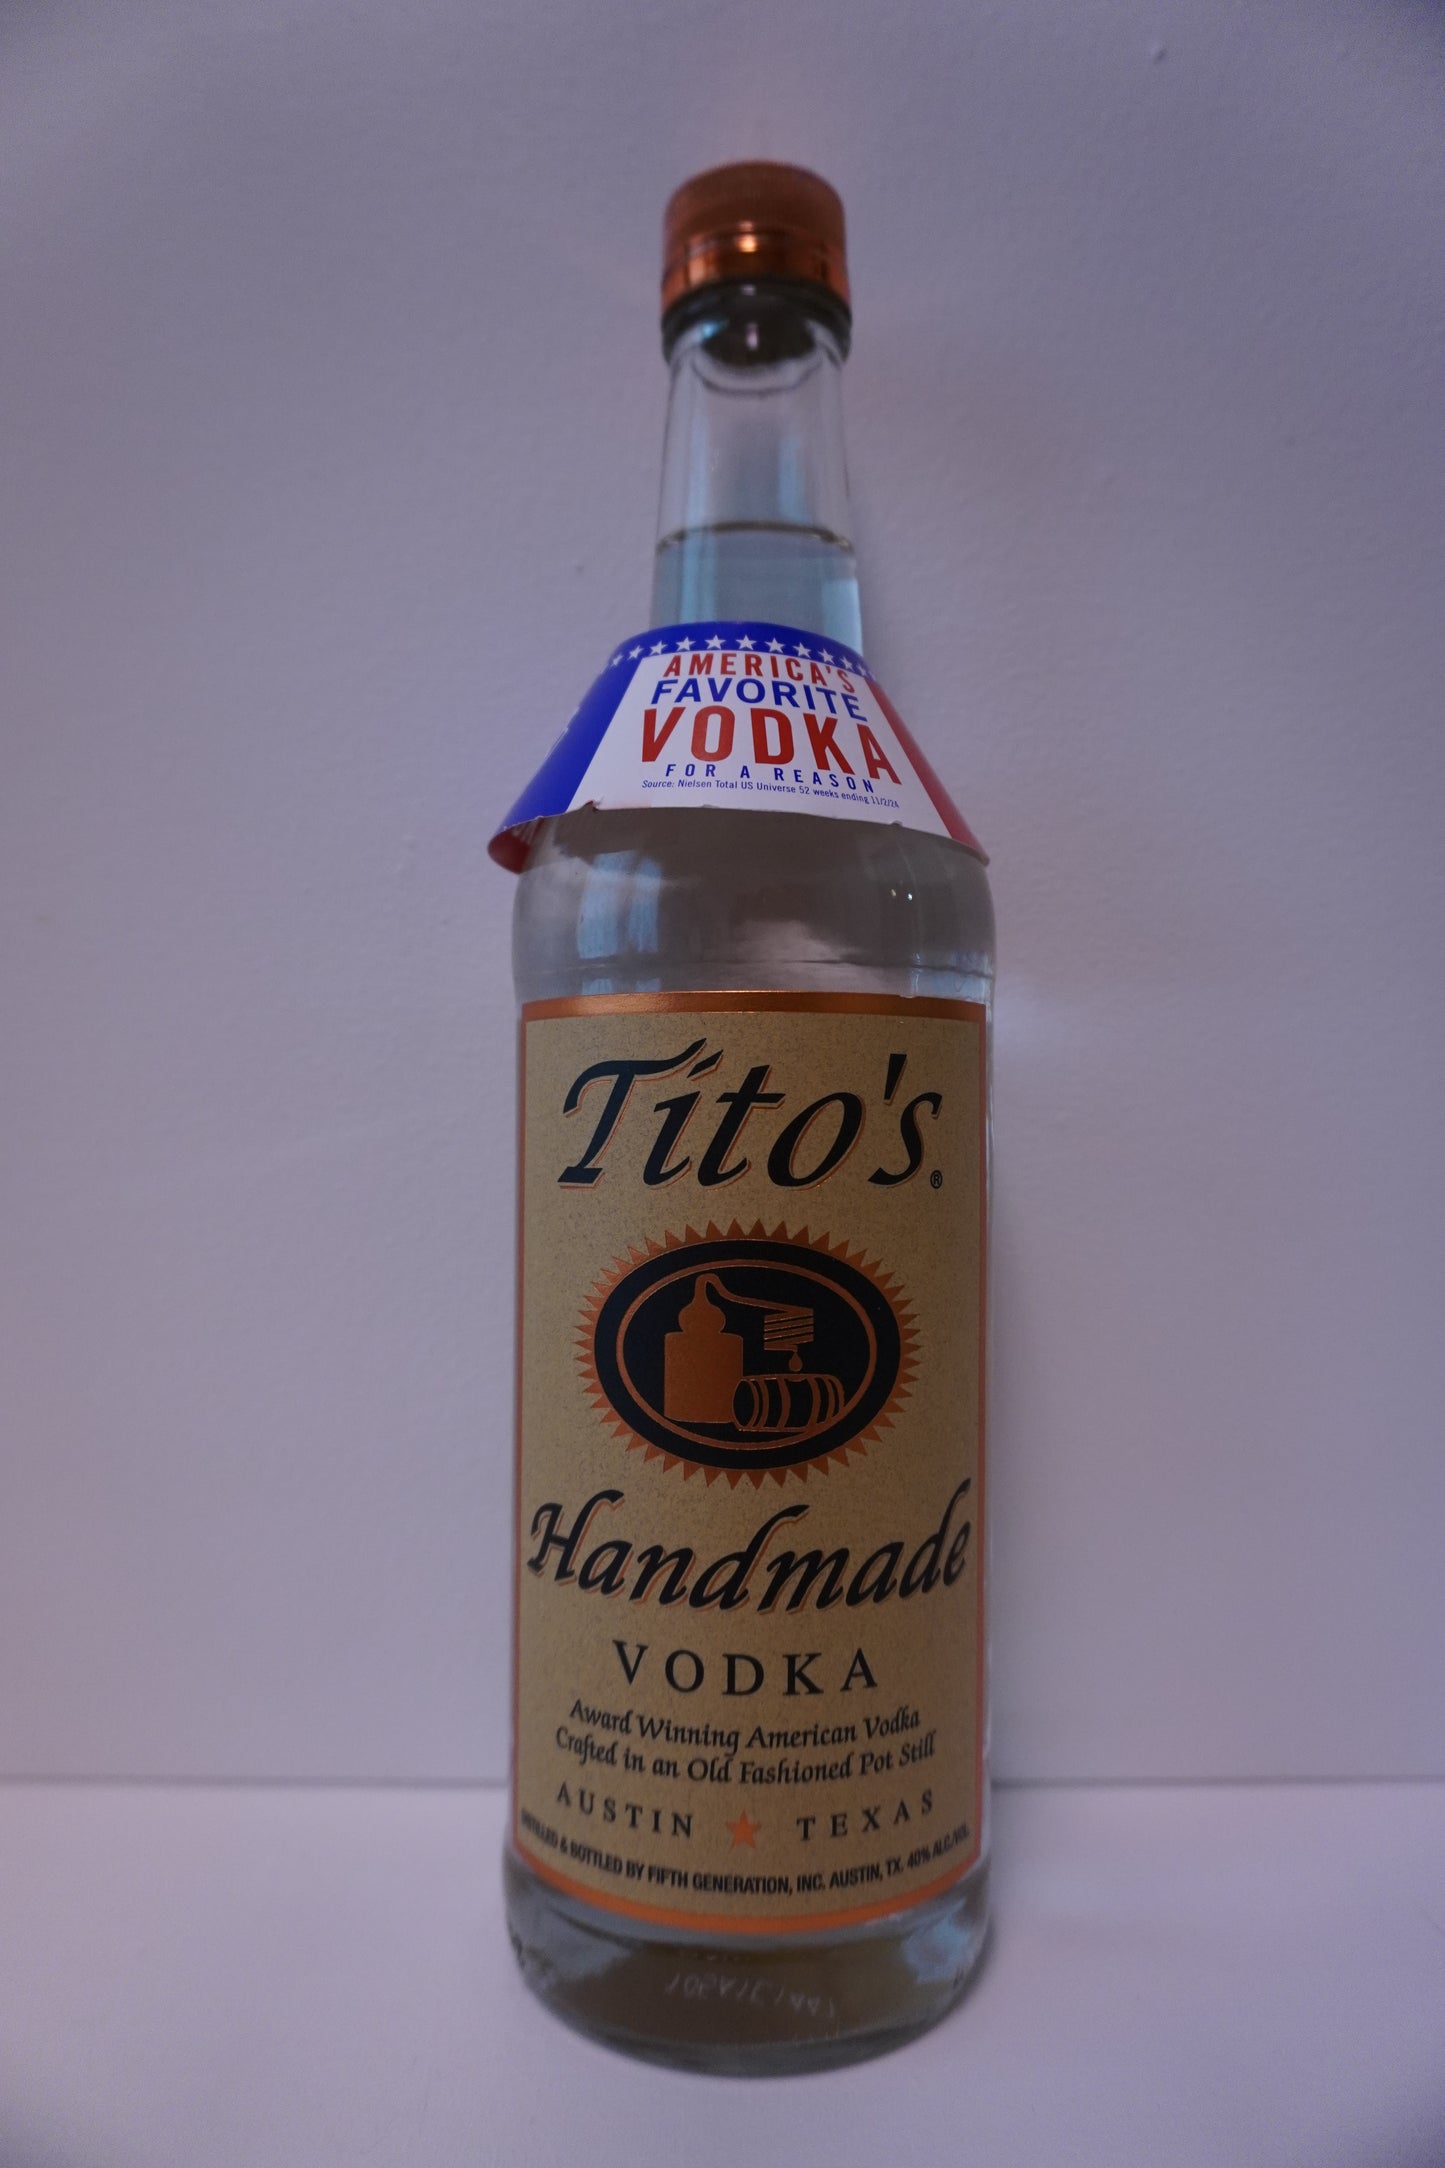 AMERICA'S
FAVORITE
VODKA
FOR A REASON
Source: Nielsen Total US Universe 52 weeks ending 11/2/24
Tito's®
Handmade
VODKA
Award Winning American Vodka
Crafted in an Old Fashioned Pot Still
AUSTIN TEXAS
DISTILLED & BOTTLED BY FIFTH GENERATION, INC. AUSTIN, TX. 40% ALC./VOL.